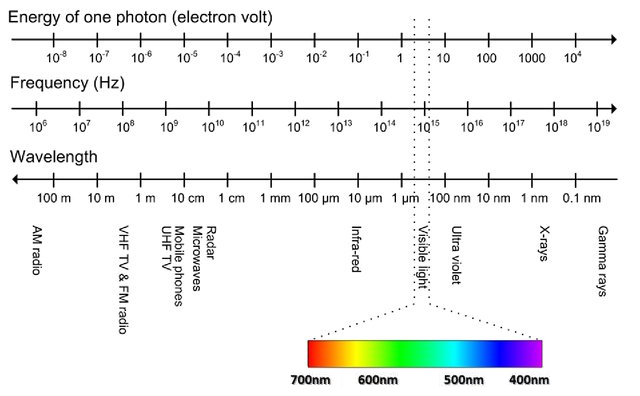 Energy of one photon (electron volt)
10⁻⁸ 10⁻⁷ 10⁻⁶ 10⁻⁵ 10⁻⁴ 10⁻³ 10⁻² 10⁻¹ 1 10 100 1000 10⁴
Frequency (Hz)
10⁶ 10⁷ 10⁸ 10⁹ 10¹⁰ 10¹¹ 10¹² 10¹³ 10¹⁴ 10¹⁵ 10¹⁶ 10¹⁷ 10¹⁸ 10¹⁹
Wavelength
100 m 10 m 1 m 10 cm 1 cm 1 mm 100 µm 10 µm 1 µm 100 nm 10 nm 1 nm 0.1 nm
AM radio
VHF TV & FM radio
UHF TV
Mobile phones
Microwaves
Radar
Infra-red
Visible light
Ultra violet
X-rays
Gamma rays
700nm 600nm 500nm 400nm